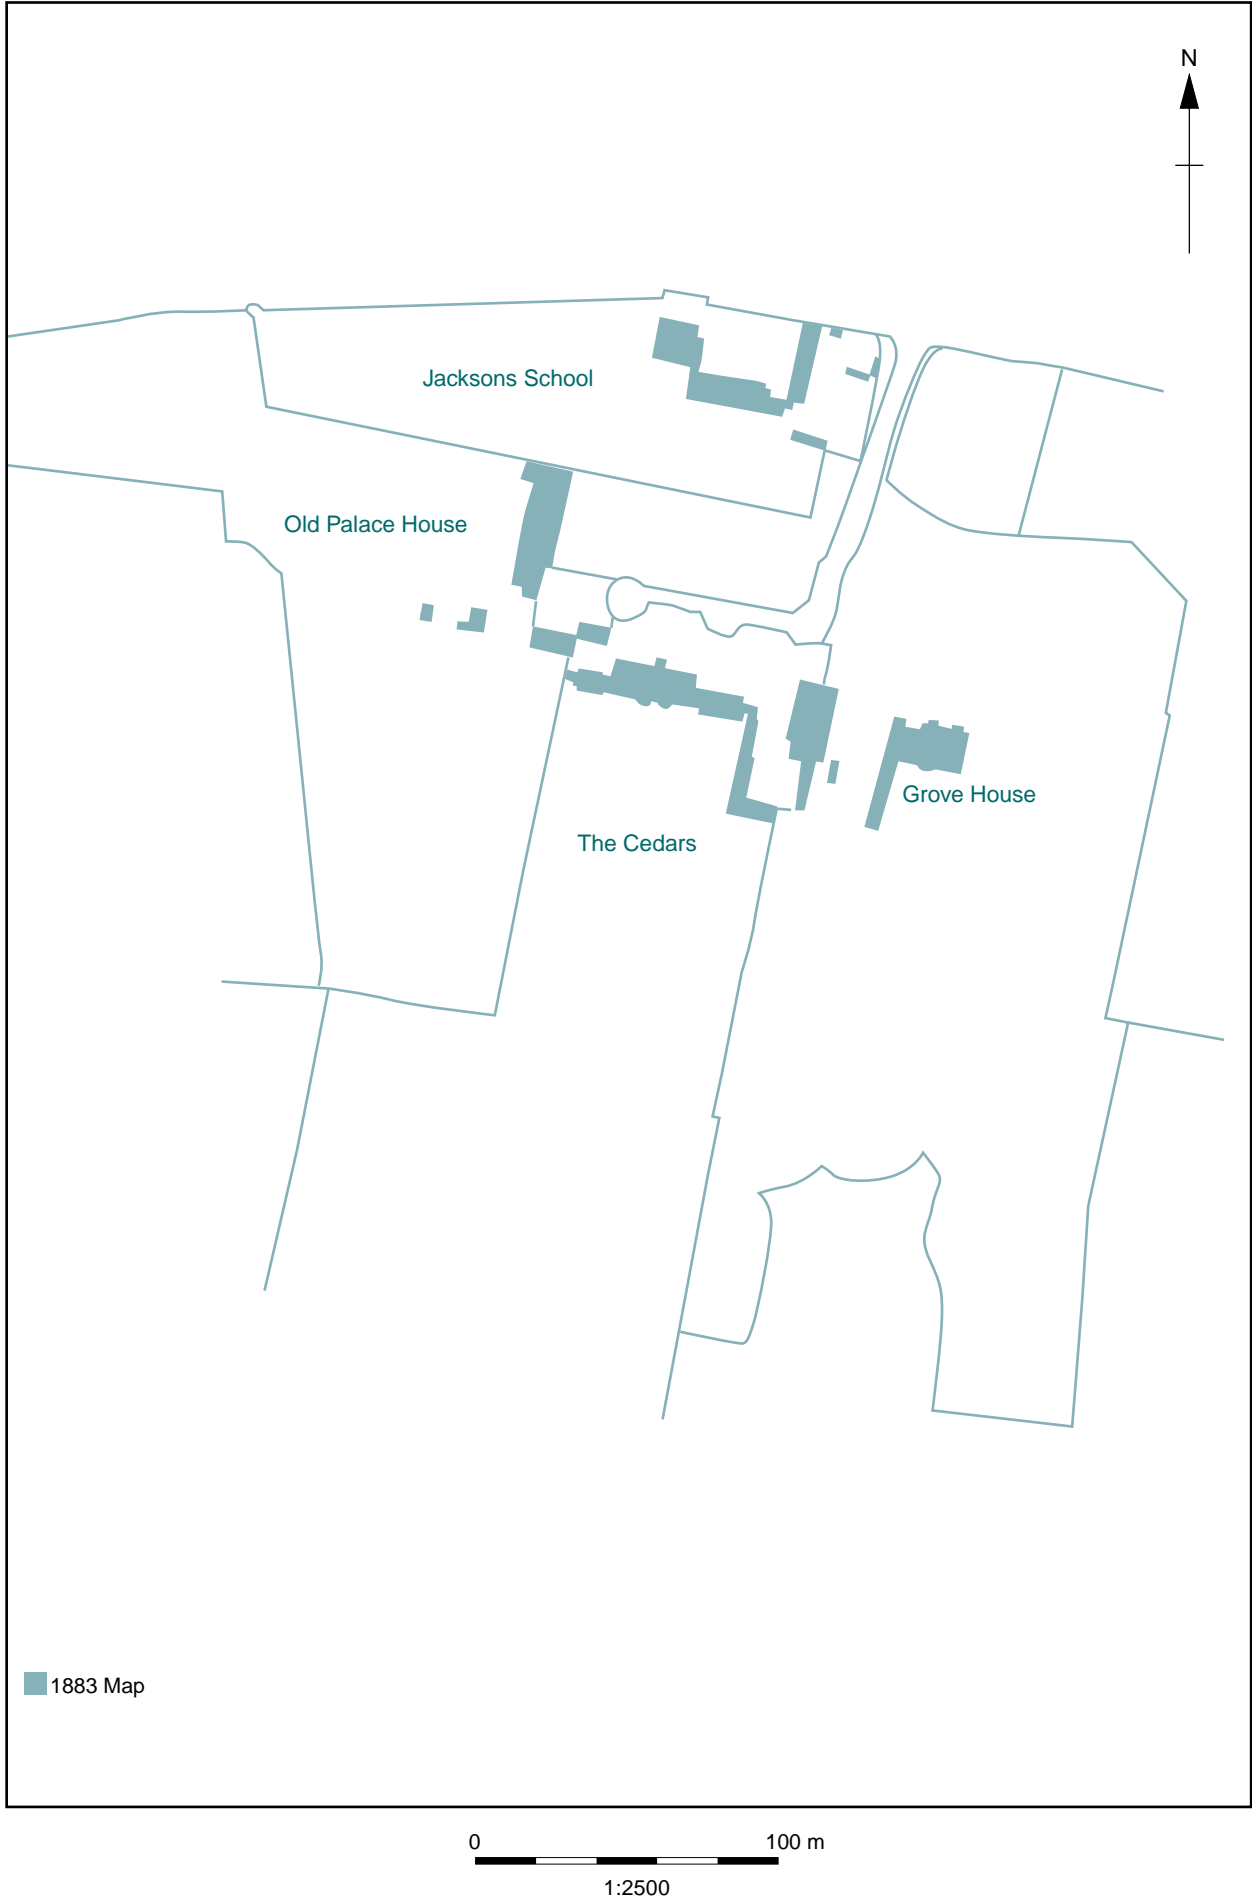 N
Jacksons School
Old Palace House
Grove House
The Cedars
1883 Map
0 100 m
1:2500